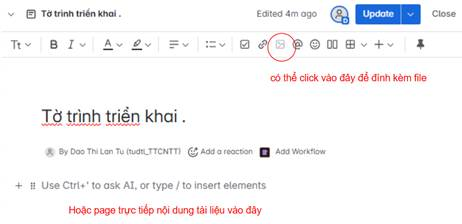 Tờ trình triển khai .
Edited 4m ago
Update
Close
Tt
B I A
có thể click vào đây để đính kèm file
Tờ trình triển khai .
By Dao Thi Lan Tu (tudtl_TTCNTT)
Add a reaction
Add Workflow
Use Ctrl+' to ask AI, or type / to insert elements
Hoặc page trực tiếp nội dung tài liệu vào đây